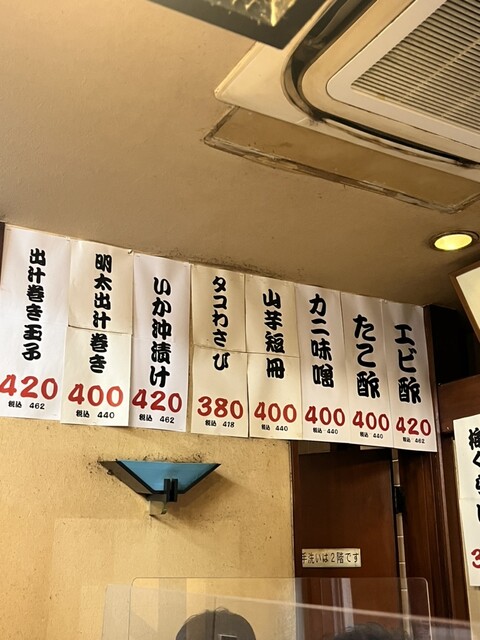 出汁巻き玉子
420
税込 462
明太出汁巻き
400
税込 440
いか沖漬け
420
税込 462
タコわさび
380
税込 418
山芋短冊
400
税込 440
カニ味噌
400
税込 440
たこ酢
400
税込 440
エビ酢
420
税込 462
手洗いは2階です